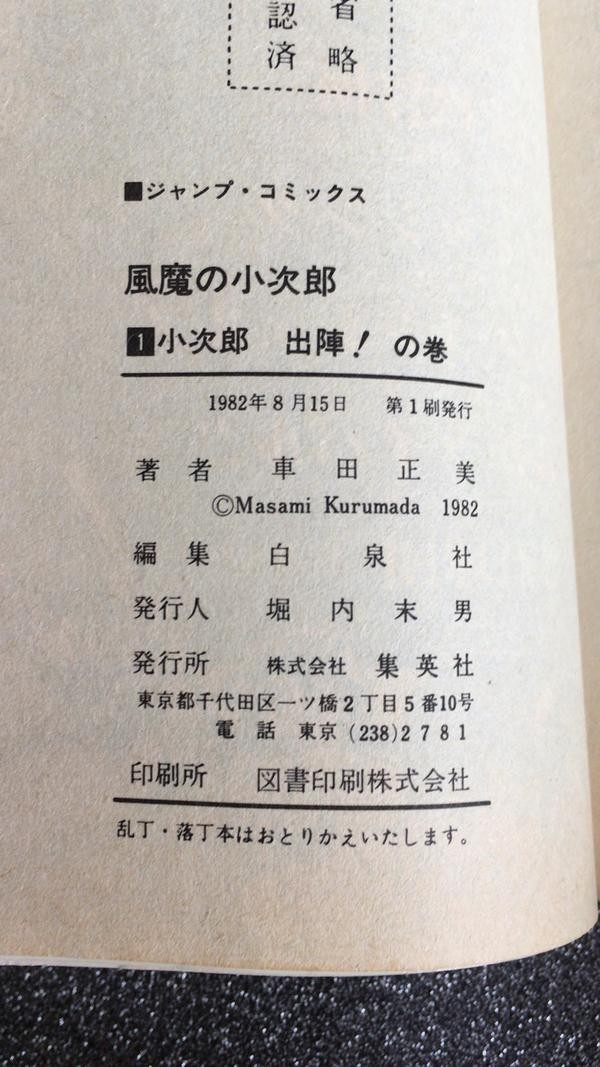 省略
認済
■ジャンプ・コミックス
風魔の小次郎
1小次郎 出陣!の巻
1982年8月15日 第1刷発行
著者 車田正美
©Masami Kurumada 1982
編集 白泉社
発行人 堀内末男
発行所 株式会社 集英社
東京都千代田区一ツ橋2丁目5番10号
電話 東京(238)2781
印刷所 図書印刷株式会社
乱丁・落丁本はおとりかえいたします。